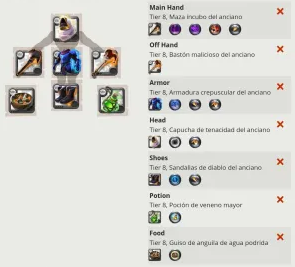 Main Hand
Tier 8, Maza íncubo del anciano
Off Hand
Tier 8, Bastón malicioso del anciano
Armor
Tier 8, Armadura crepuscular del anciano
Head
Tier 8, Capucha de tenacidad del anciano
Shoes
Tier 8, Sandalias de diablo del anciano
Potion
Tier 8, Poción de veneno mayor
Food
Tier 8, Guiso de anguila de agua podrida